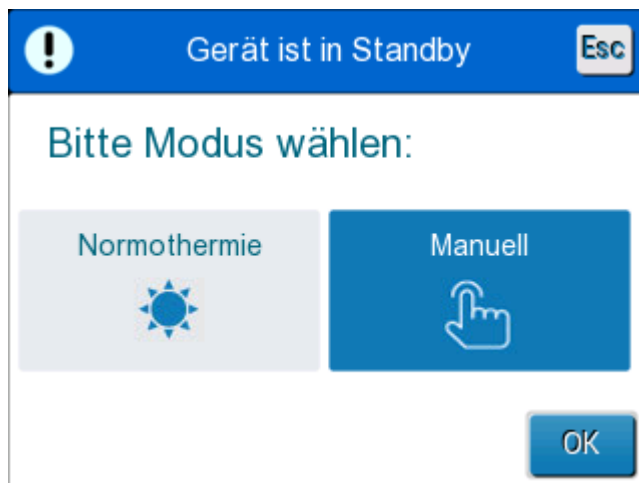 Gerät ist in Standby Esc
Bitte Modus wählen:
Normothermie Manuell
OK